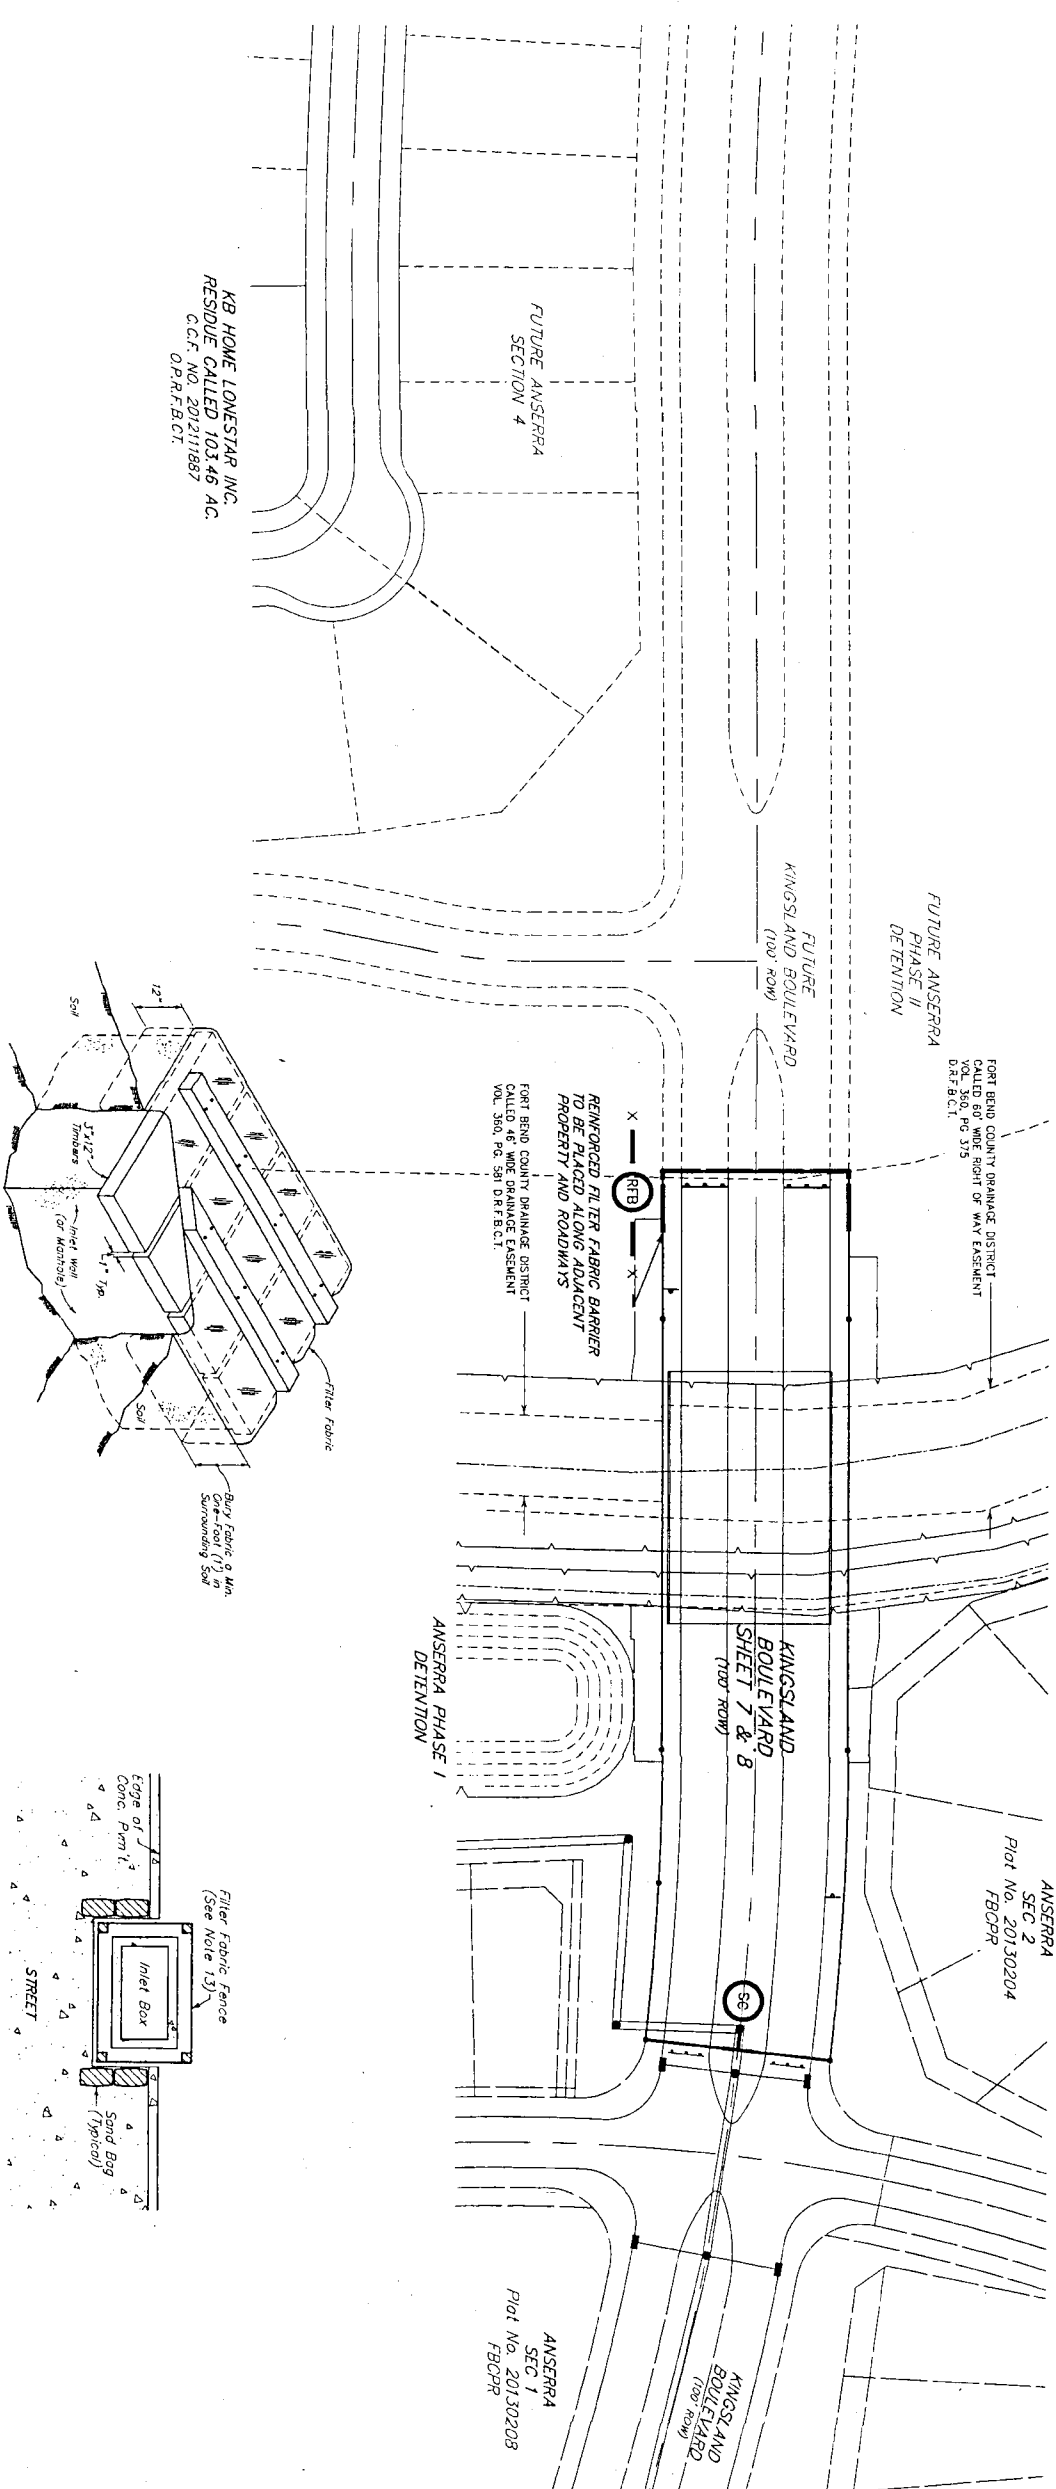 KB HOME LONESTAR INC.
RESIDUE CALLED 103.46 AC.
C.C.F. NO. 2012111887
O.P.R.F.B.C.T.
FUTURE ANSERRA
SECTION 4
FUTURE ANSERRA
PHASE II
DETENTION
FUTURE
KINGSLAND BOULEVARD
(100' ROW)
FORT BEND COUNTY DRAINAGE DISTRICT
CALLED 60' WIDE RIGHT OF WAY EASEMENT
VOL. 360, PG. 375
D.R.F.B.C.T.
REINFORCED FILTER FABRIC BARRIER
TO BE PLACED ALONG ADJACENT
PROPERTY AND ROADWAYS
X RFB X
FORT BEND COUNTY DRAINAGE DISTRICT
CALLED 46' WIDE DRAINAGE EASEMENT
VOL. 360, PG. 581 D.R.F.B.C.T.
KINGSLAND
BOULEVARD
SHEET 7 & 8
(100' ROW)
ANSERRA PHASE I
DETENTION
ANSERRA
SEC 2
Plat No. 20130204
FBCPR
SC
ANSERRA
SEC 1
Plat No. 20130208
FBCPR
KINGSLAND
BOULEVARD
(100' ROW)
12"
Soil
3"x12"
Timbers
1" Typ.
Inlet Wall
(or Manhole)
Soil
Filter Fabric
Bury Fabric a Min.
One-Foot (1') in
Surrounding Soil
Edge of
Conc. Pvm't.
Filter Fabric Fence
(See Note 13)
Inlet Box
STREET
Sand Bag
(Typical)